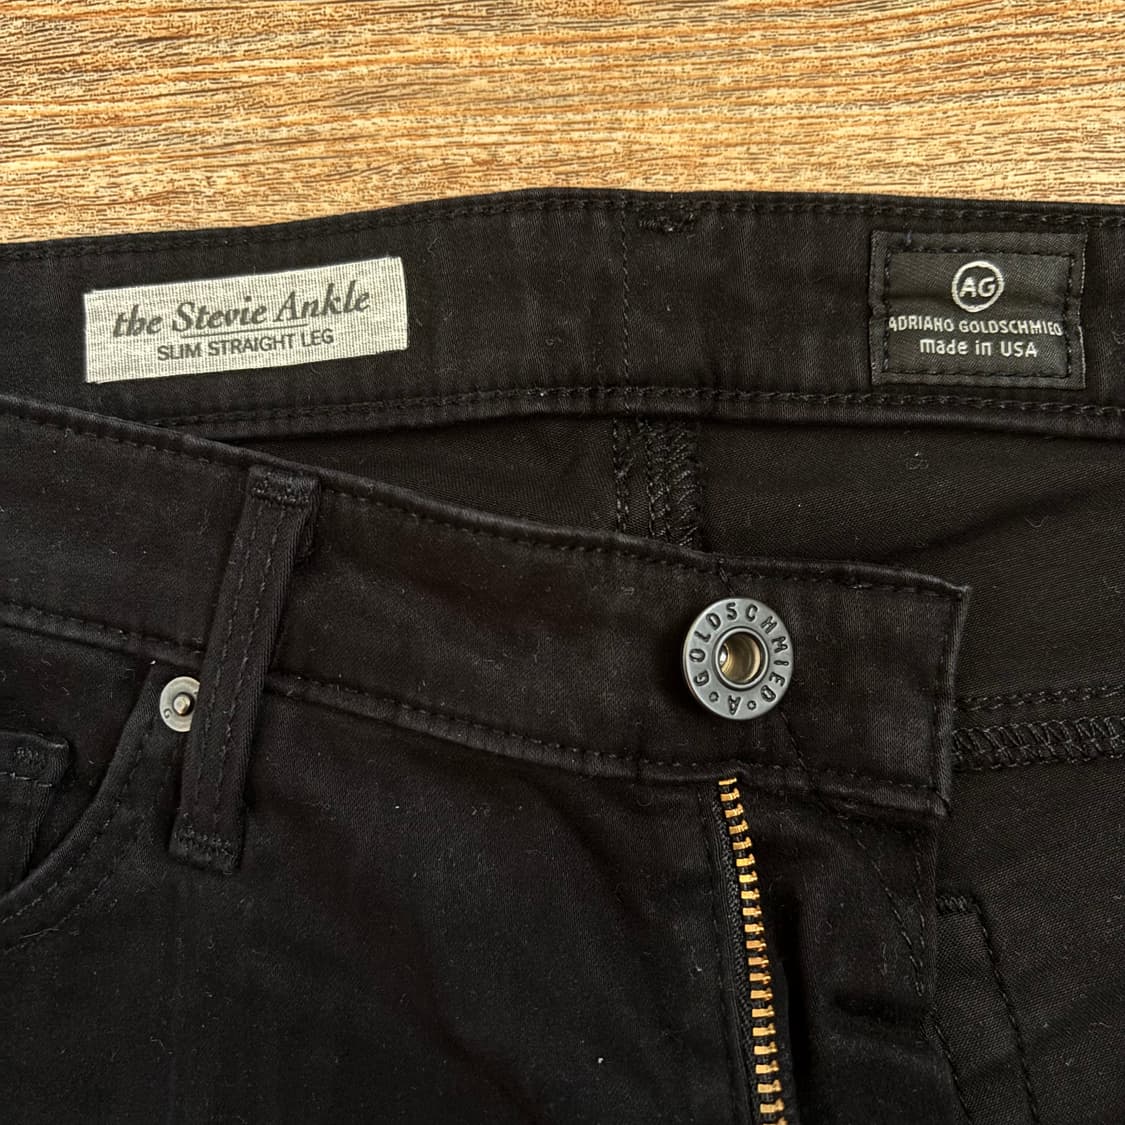 the Stevie Ankle
SLIM STRAIGHT LEG
AG
ADRIANO GOLDSCHMIED
made in USA
A GOLDSCHMIED